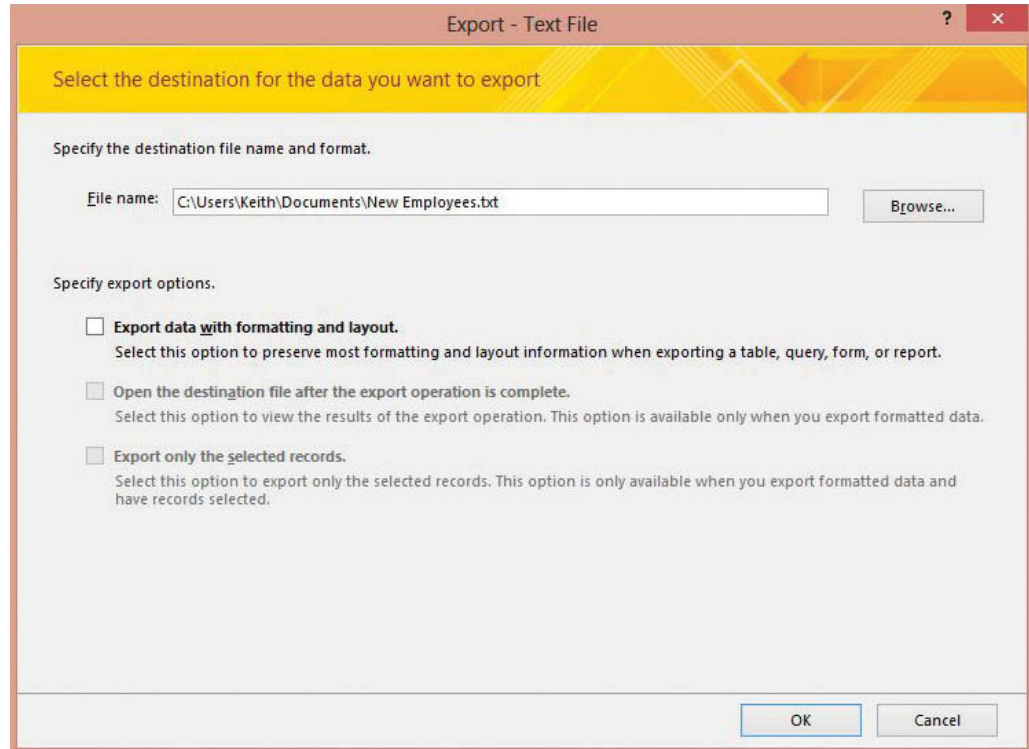 Export - Text File
?
×
Select the destination for the data you want to export
Specify the destination file name and format.
File name: C:\Users\Keith\Documents\New Employees.txt Browse...
Specify export options.
Export data with formatting and layout.
Select this option to preserve most formatting and layout information when exporting a table, query, form, or report.
Open the destination file after the export operation is complete.
Select this option to view the results of the export operation. This option is available only when you export formatted data.
Export only the selected records.
Select this option to export only the selected records. This option is only available when you export formatted data and
have records selected.
OK Cancel